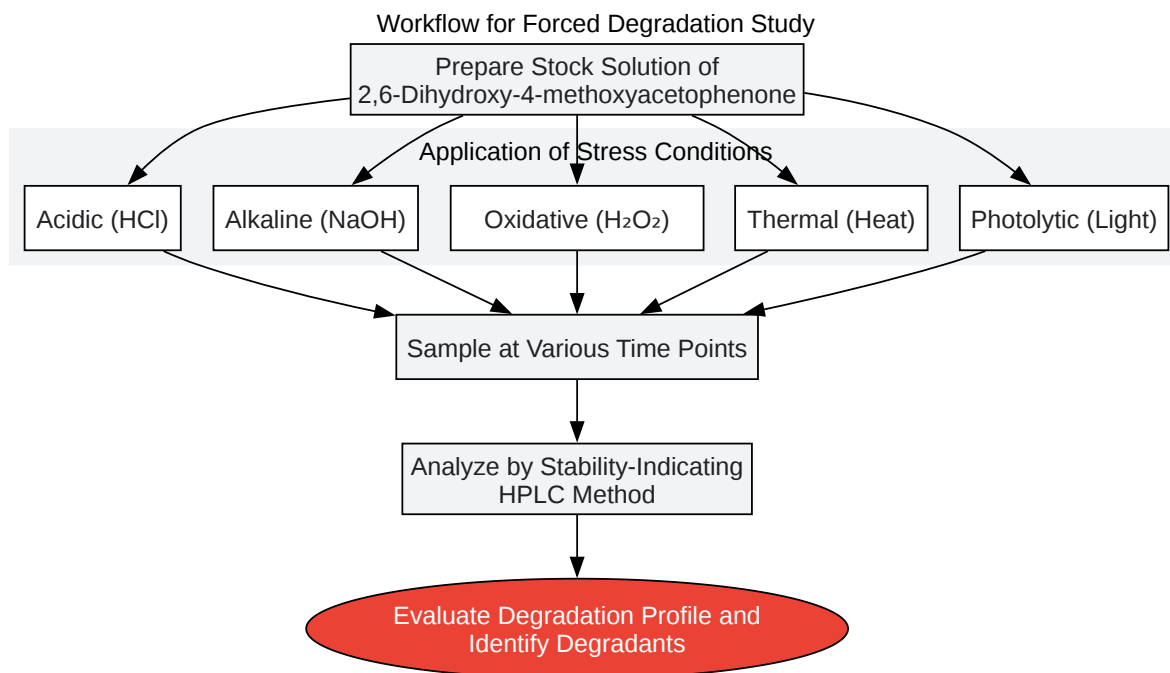 Workflow for Forced Degradation Study
Prepare Stock Solution of
2,6-Dihydroxy-4-methoxyacetophenone
Application of Stress Conditions
Acidic (HCl)
Alkaline (NaOH)
Oxidative (H₂O₂)
Thermal (Heat)
Photolytic (Light)
Sample at Various Time Points
Analyze by Stability-Indicating
HPLC Method
Evaluate Degradation Profile and
Identify Degradants